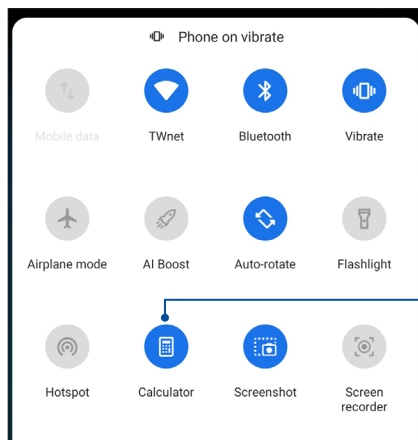 Phone on vibrate
Mobile data TWnet Bluetooth Vibrate
Airplane mode AI Boost Auto-rotate Flashlight
Hotspot Calculator Screenshot Screen
recorder